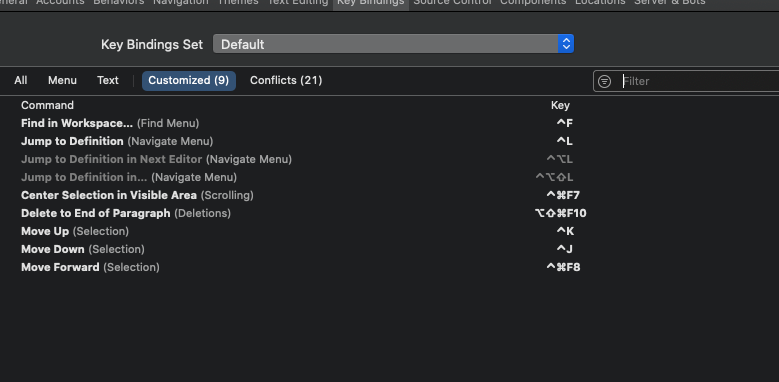 Accounts Behaviors Navigation Themes Text Editing Key Bindings Source Control Components Locations Server & Bots
Key Bindings Set Default
All Menu Text Customized (9) Conflicts (21) Filter
Command Key
Find in Workspace... (Find Menu) ^F
Jump to Definition (Navigate Menu) ^L
Jump to Definition in Next Editor (Navigate Menu) ^⌥L
Jump to Definition in... (Navigate Menu) ^⌥⇧L
Center Selection in Visible Area (Scrolling) ^⌘F7
Delete to End of Paragraph (Deletions) ⌥⇧⌘F10
Move Up (Selection) ^K
Move Down (Selection) ^J
Move Forward (Selection) ^⌘F8